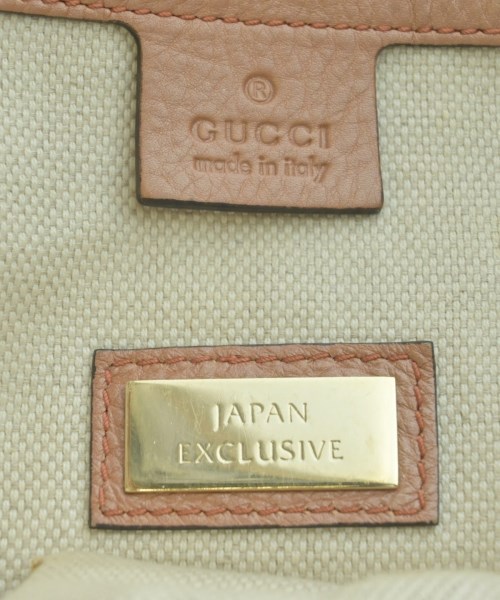 ®
GUCCI
made in italy
JAPAN
EXCLUSIVE